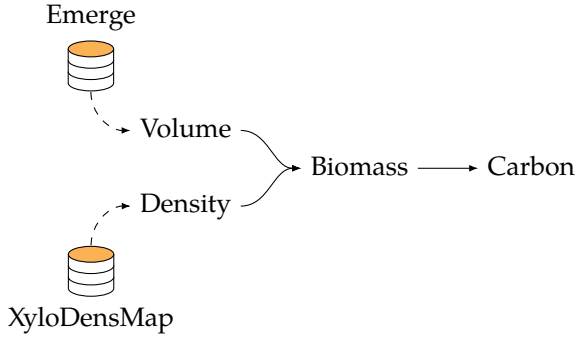 Emerge
Volume
Biomass
Carbon
Density
XyloDensMap